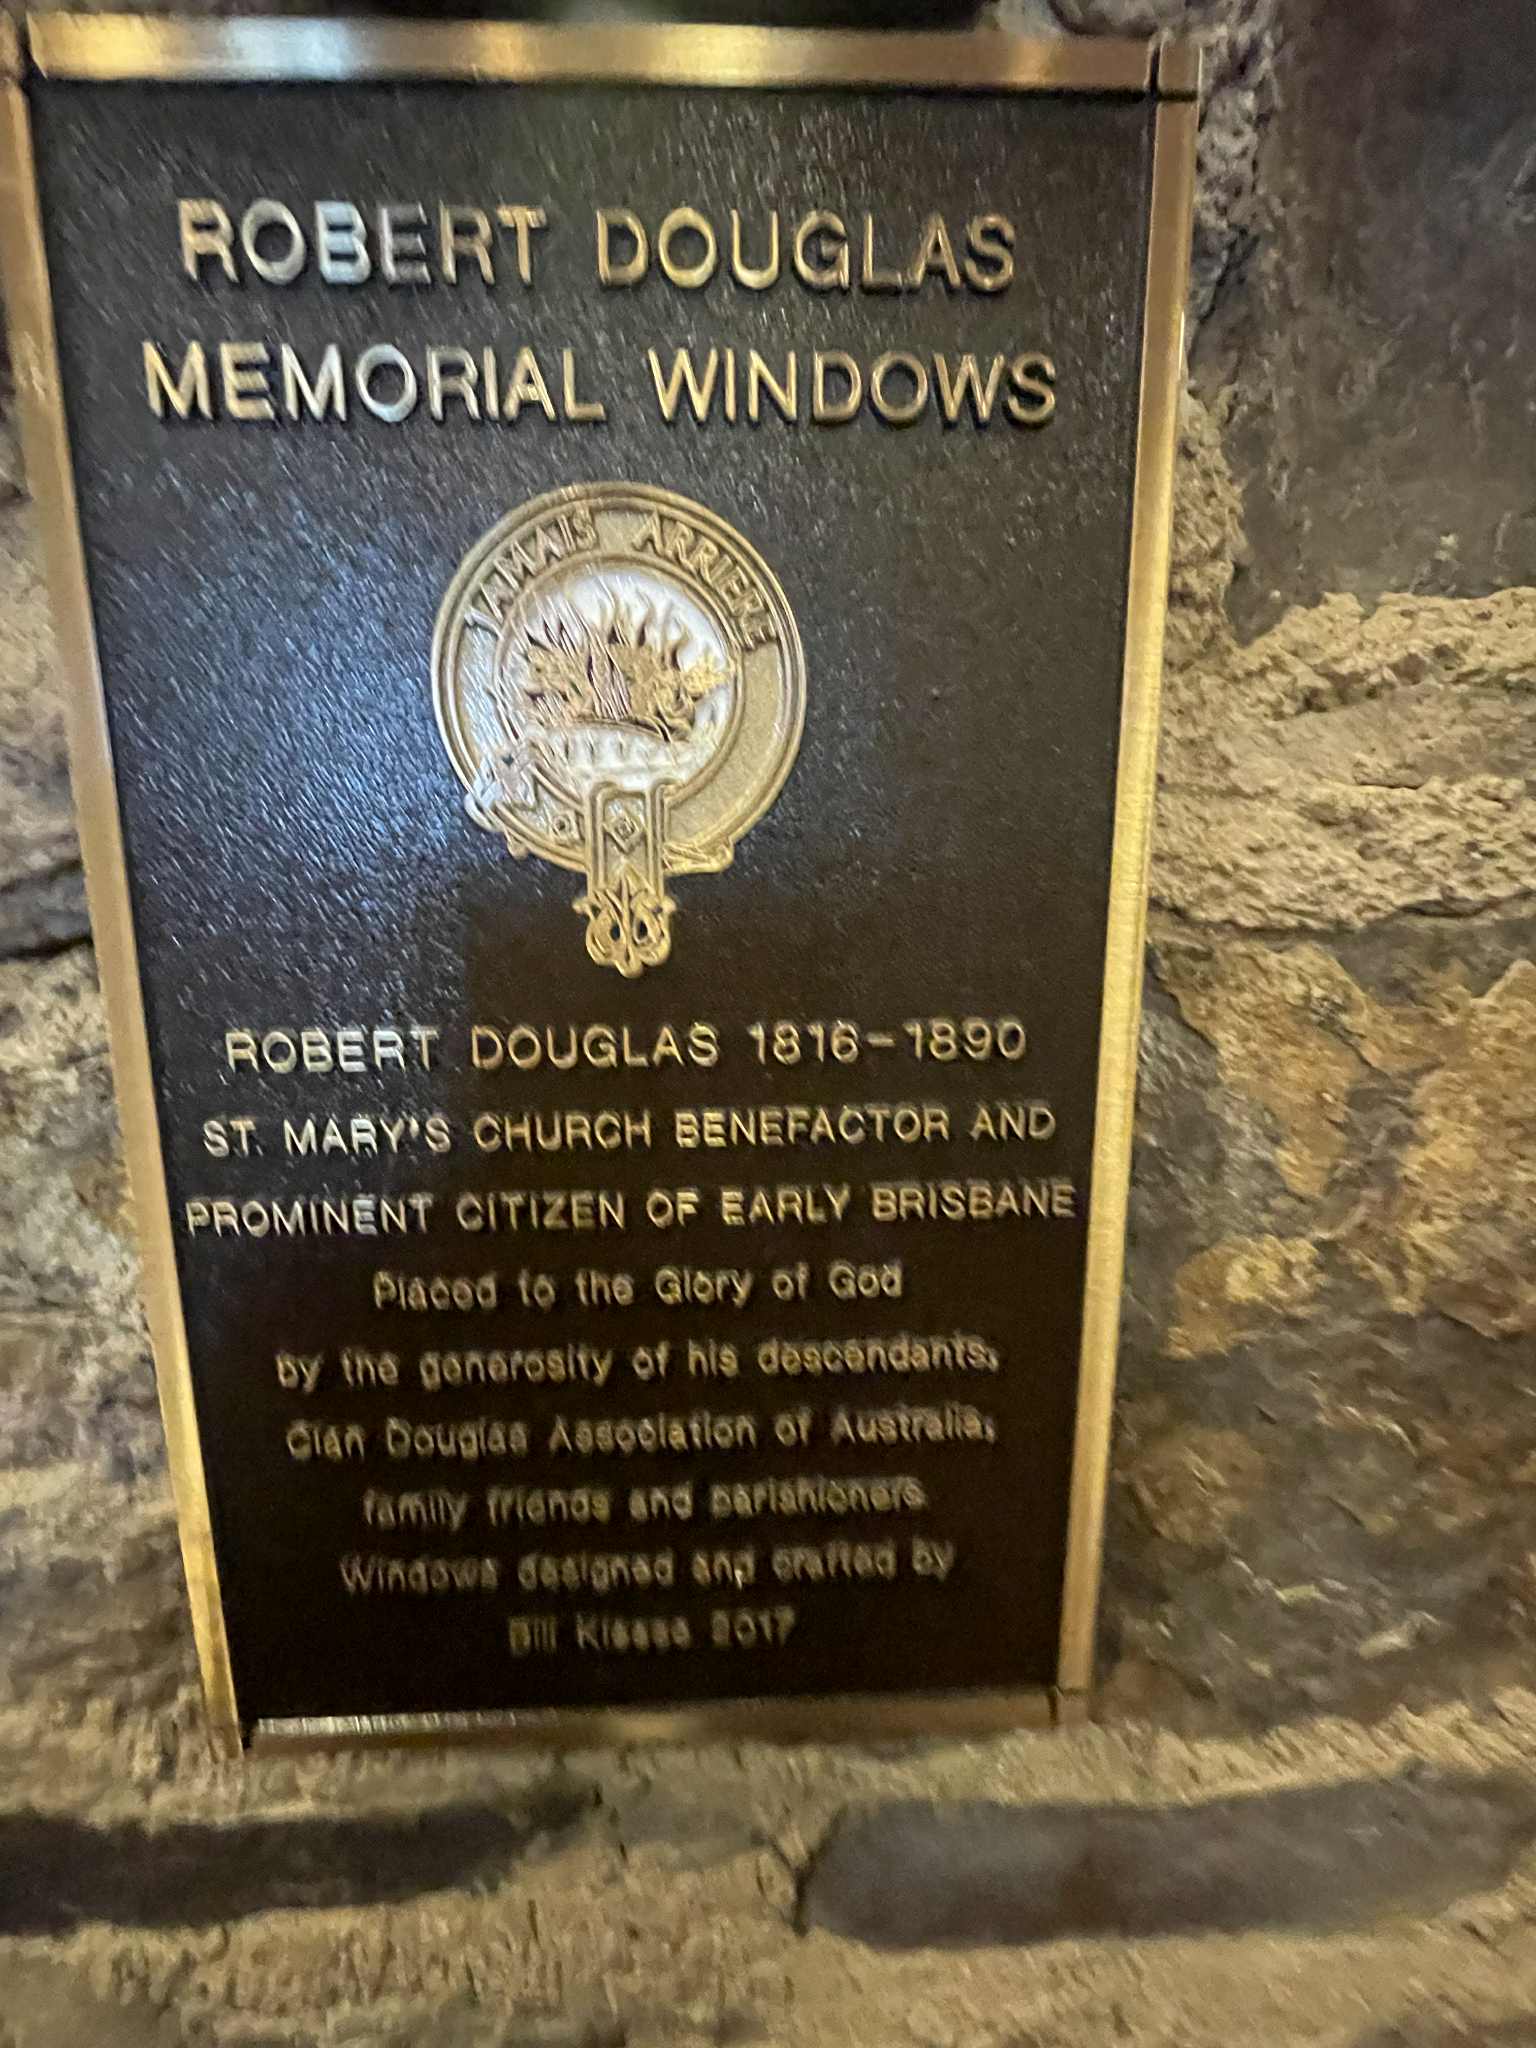 ROBERT DOUGLAS
MEMORIAL WINDOWS
JAMAIS ARRIERE
ROBERT DOUGLAS 1816-1890
ST. MARY'S CHURCH BENEFACTOR AND
PROMINENT CITIZEN OF EARLY BRISBANE
Placed to the Glory of God
by the generosity of his descendants,
Clan Douglas Association of Australia,
family friends and parishioners.
Windows designed and crafted by
Bill 2017